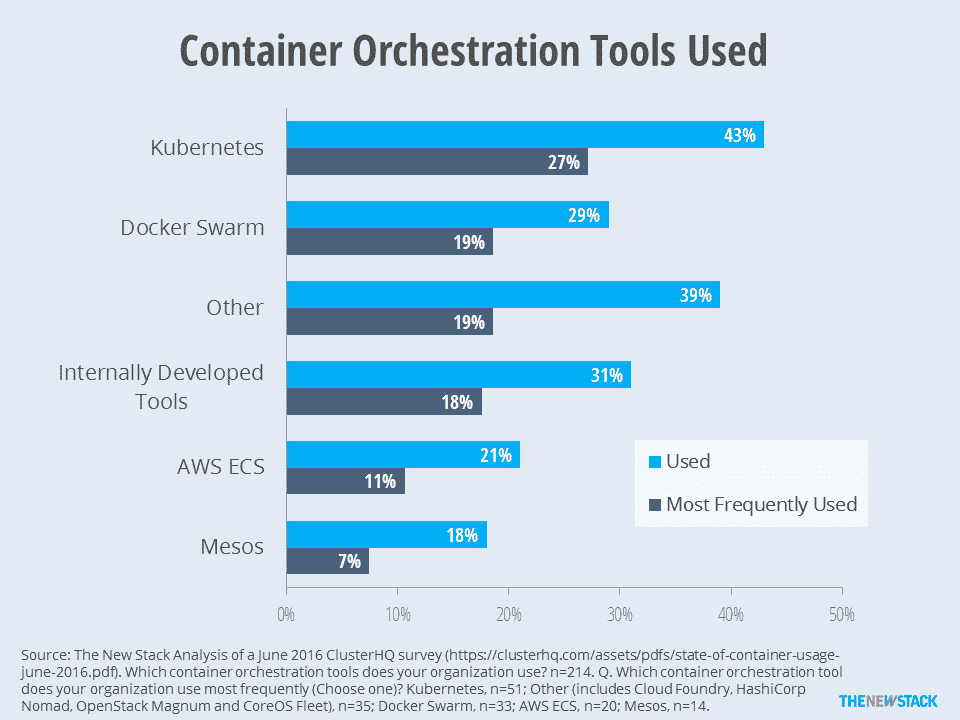 Container Orchestration Tools Used
Kubernetes
43%
27%
Docker Swarm
29%
19%
Other
39%
19%
Internally Developed
Tools
31%
18%
AWS ECS
21%
11%
Mesos
18%
7%
Used
Most Frequently Used
0%
10%
20%
30%
40%
50%
Source: The New Stack Analysis of a June 2016 ClusterHQ survey (https://clusterhq.com/assets/pdfs/state-of-container-usage-
june-2016.pdf). Which container orchestration tools does your organization use? n=214. Q. Which container orchestration tool
does your organization use most frequently (Choose one)? Kubernetes, n=51; Other (includes Cloud Foundry, HashiCorp
Nomad, OpenStack Magnum and CoreOS Fleet), n=35; Docker Swarm, n=33; AWS ECS, n=20; Mesos, n=14.
THENEWSTACK